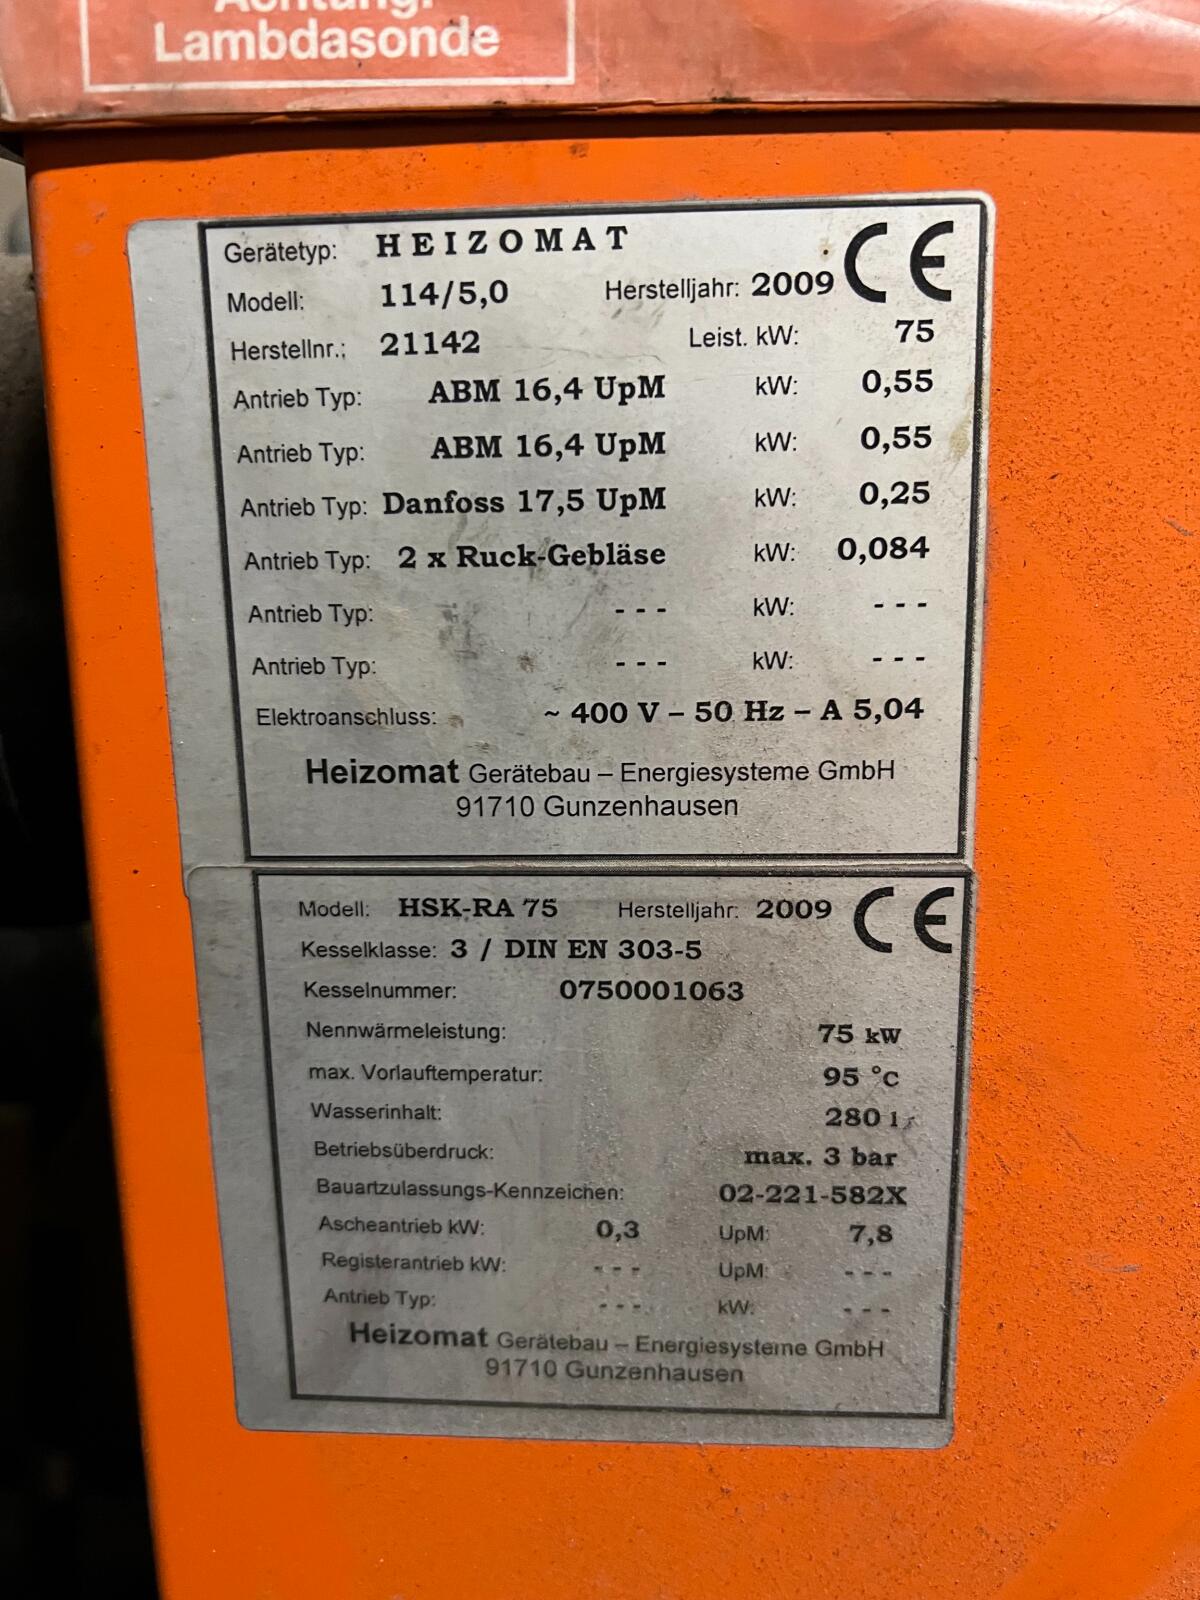 Achtung!
Lambdasonde
Gerätetyp: HEIZOMAT
CE
Modell: 114/5,0 Herstelljahr: 2009
Herstellnr.: 21142 Leist. kW: 75
Antrieb Typ: ABM 16,4 UpM kW: 0,55
Antrieb Typ: ABM 16,4 UpM kW: 0,55
Antrieb Typ: Danfoss 17,5 UpM kW: 0,25
Antrieb Typ: 2 x Ruck-Gebläse kW: 0,084
Antrieb Typ: - - - kW: - - -
Antrieb Typ: - - - kW: - - -
Elektroanschluss: ~ 400 V – 50 Hz – A 5,04
Heizomat Gerätebau – Energiesysteme GmbH
91710 Gunzenhausen
Modell: HSK-RA 75 Herstelljahr: 2009 CE
Kesselklasse: 3 / DIN EN 303-5
Kesselnummer: 0750001063
Nennwärmeleistung: 75 kW
max. Vorlauftemperatur: 95 °C
Wasserinhalt: 280 l
Betriebsüberdruck: max. 3 bar
Bauartzulassungs-Kennzeichen: 02-221-582X
Ascheantrieb kW: 0,3 UpM: 7,8
Registerantrieb kW: - - - UpM: - - -
Antrieb Typ: - - - kW: - - -
Heizomat Gerätebau – Energiesysteme GmbH
91710 Gunzenhausen